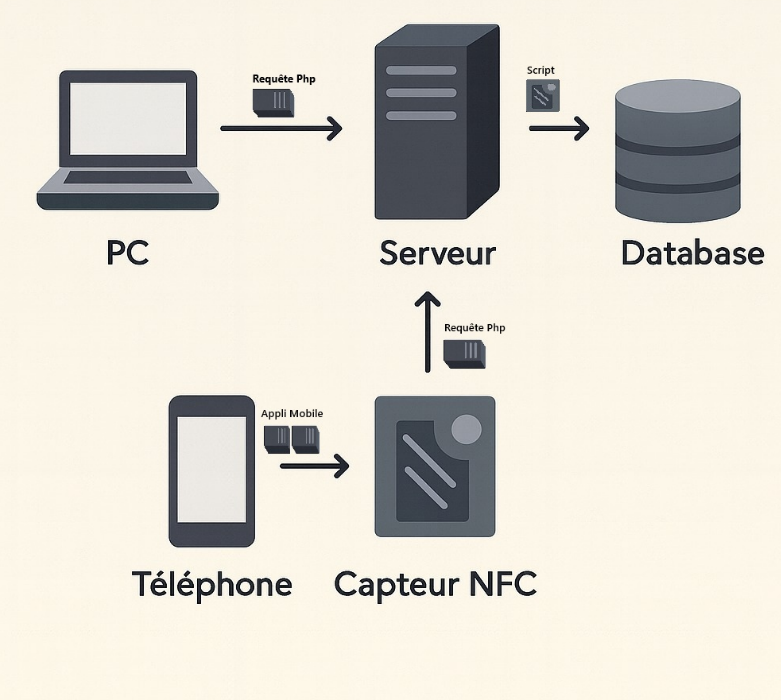 Requête Php
Script
PC
Serveur
Database
Requête Php
Appli Mobile
Téléphone
Capteur NFC